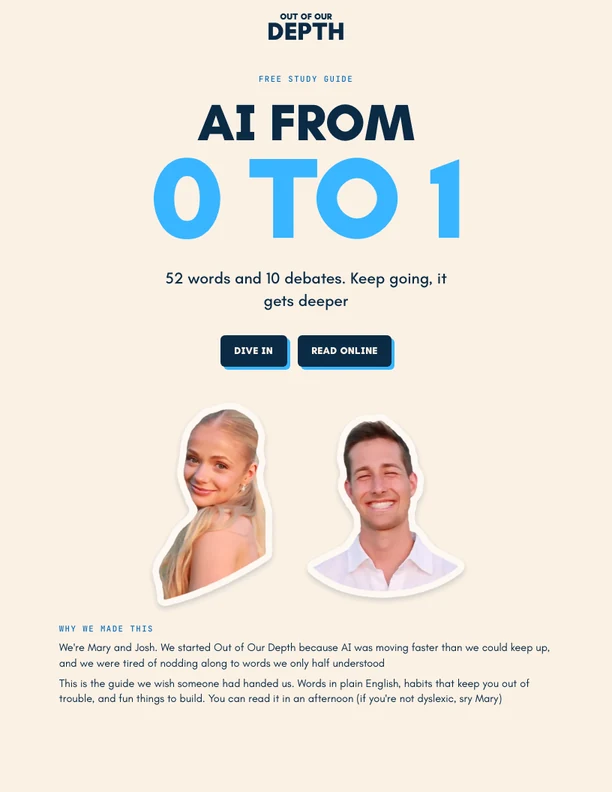 OUT OF OUR
DEPTH
FREE STUDY GUIDE
AI FROM
0 TO 1
52 words and 10 debates. Keep going, it
gets deeper
DIVE IN
READ ONLINE
WHY WE MADE THIS
We're Mary and Josh. We started Out of Our Depth because AI was moving faster than we could keep up,
and we were tired of nodding along to words we only half understood
This is the guide we wish someone had handed us. Words in plain English, habits that keep you out of
trouble, and fun things to build. You can read it in an afternoon (if you're not dyslexic, sry Mary)